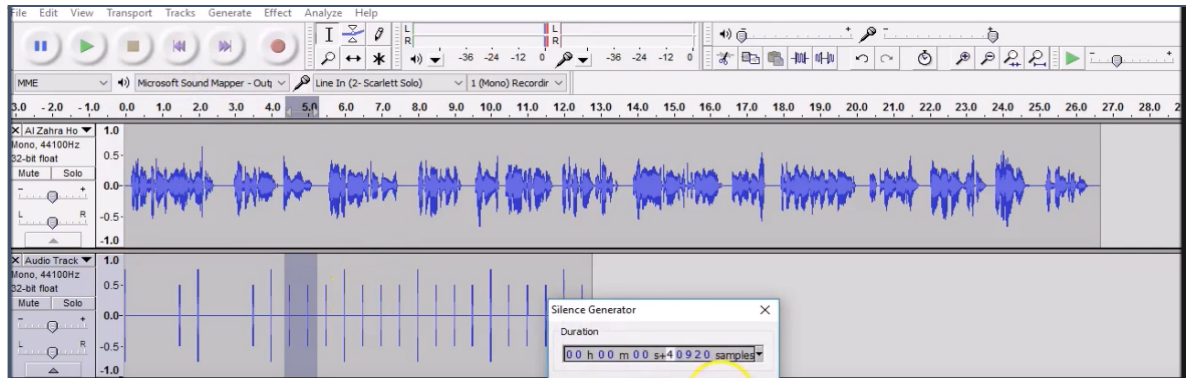 File Edit View Transport Tracks Generate Effect Analyze Help
L
R
L
R
-36 -24 -12 0
-36 -24 -12 0
MME
Microsoft Sound Mapper - Outp
Line In (2- Scarlett Solo)
1 (Mono) Recordir
3.0 - 2.0 - 1.0 0.0 1.0 2.0 3.0 4.0 5.0 6.0 7.0 8.0 9.0 10.0 11.0 12.0 13.0 14.0 15.0 16.0 17.0 18.0 19.0 20.0 21.0 22.0 23.0 24.0 25.0 26.0 27.0 28.0 2
X Al Zahra Ho 1.0
Mono, 44100Hz
32-bit float 0.5
Mute Solo
- + 0.0
L R -0.5
-1.0
X Audio Track 1.0
Mono, 44100Hz
32-bit float 0.5
Mute Solo
- + 0.0
L R -0.5
-1.0
Silence Generator X
Duration
00 h 00 m 00 s+40920 samples